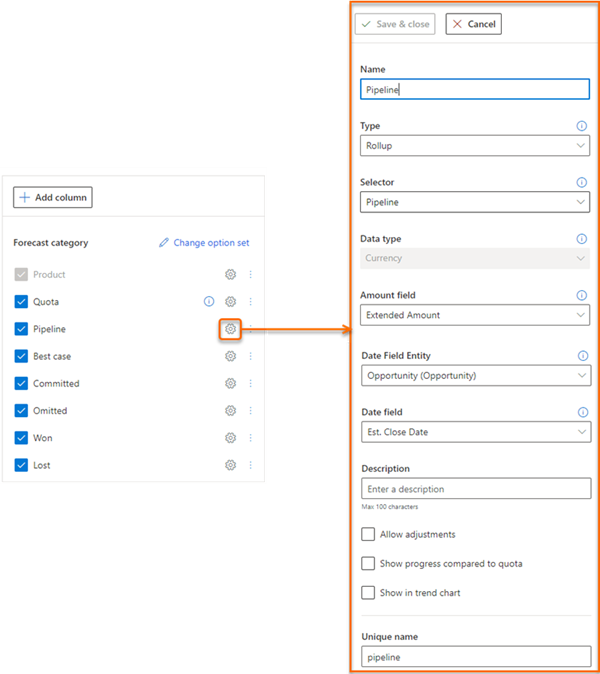 Add column
Forecast category
Change option set
Product
Quota
Pipeline
Best case
Committed
Omitted
Won
Lost
Save & close
Cancel
Name
Pipeline
Type
Rollup
Selector
Pipeline
Data type
Currency
Amount field
Extended Amount
Date Field Entity
Opportunity (Opportunity)
Date field
Est. Close Date
Description
Enter a description
Max 100 characters
Allow adjustments
Show progress compared to quota
Show in trend chart
Unique name
pipeline